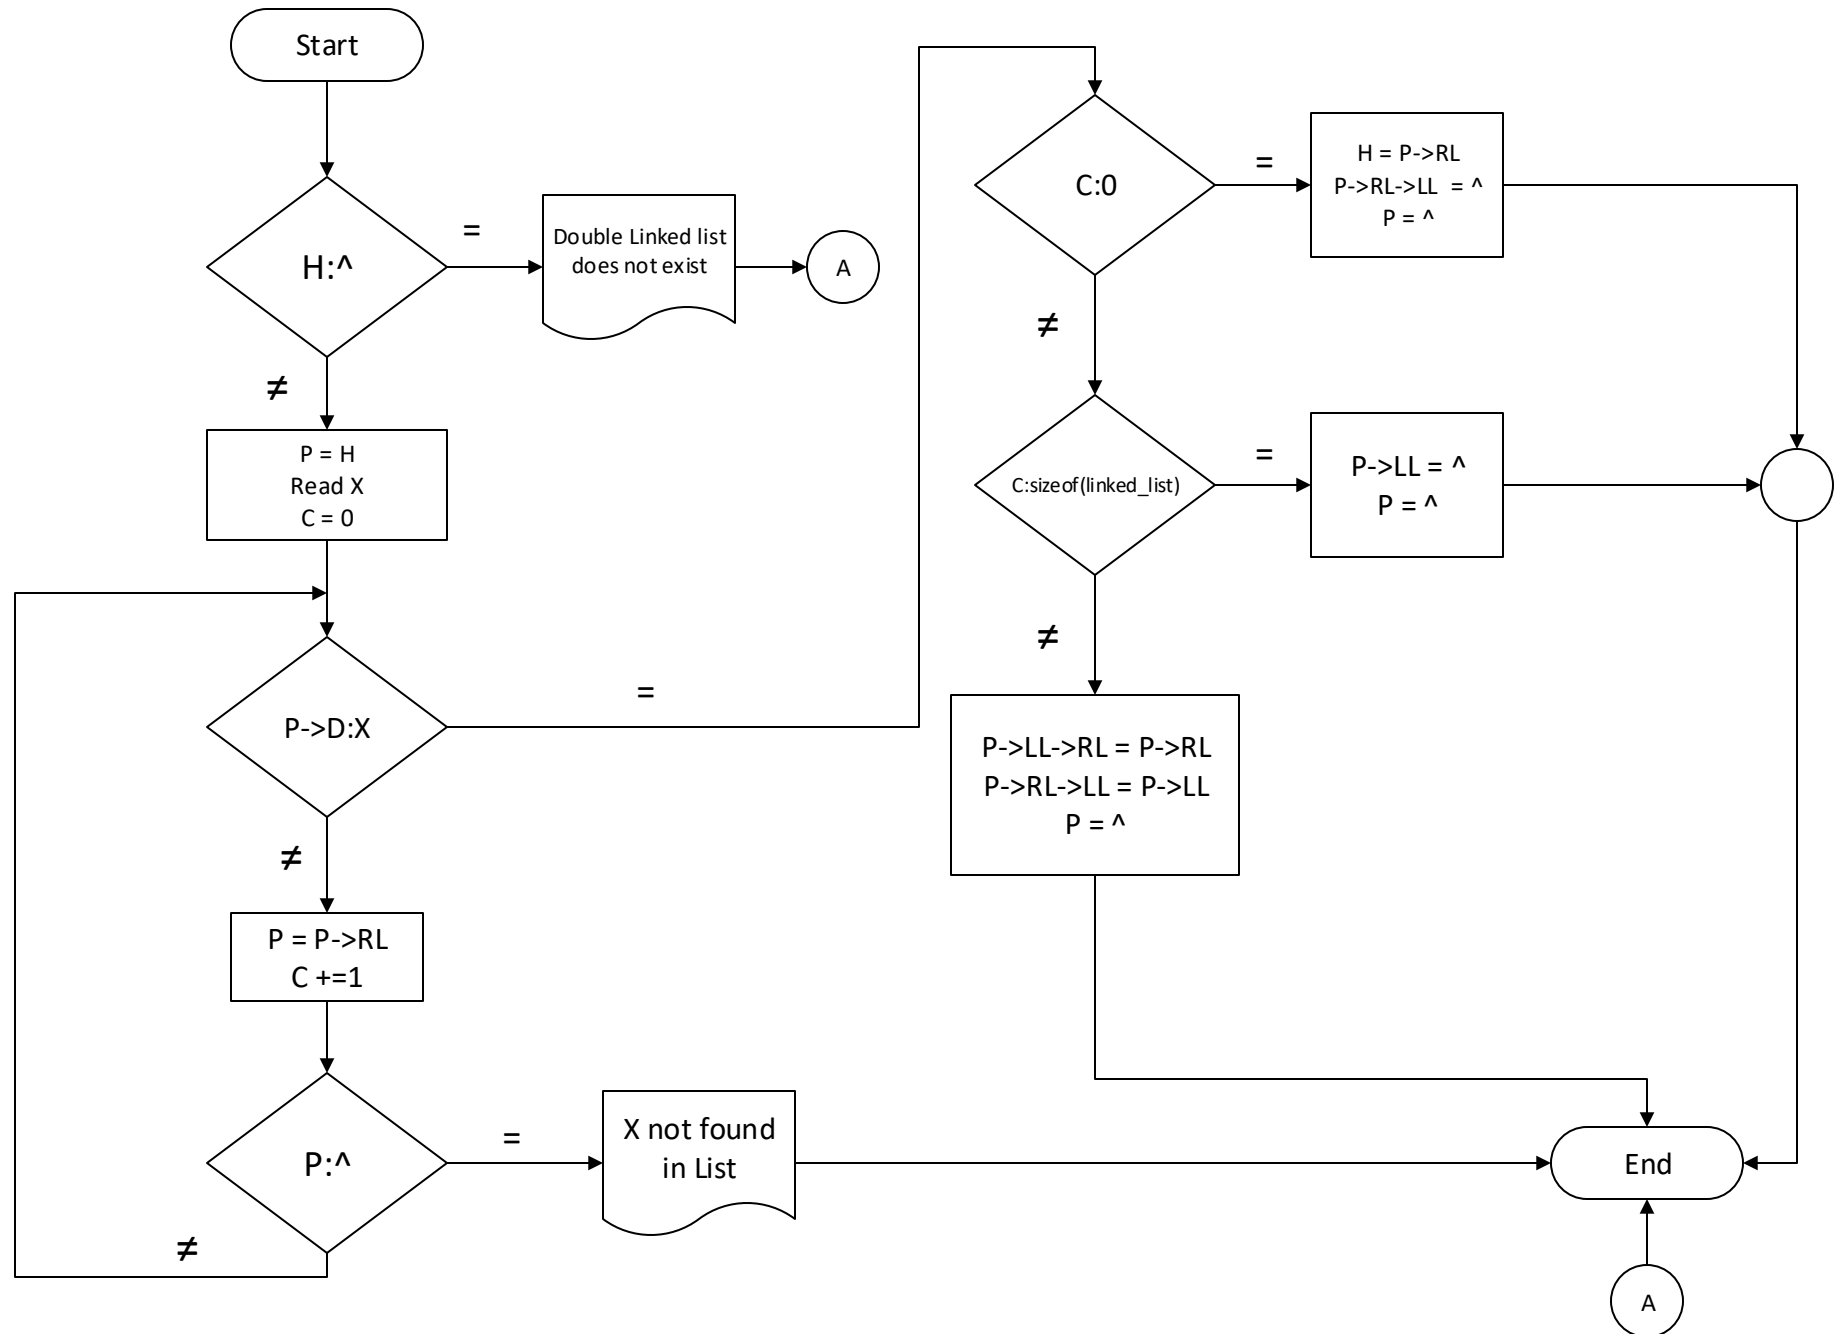 Start
H:^
=
Double Linked list
does not exist
A
≠
P = H
Read X
C = 0
P->D:X
=
≠
P = P->RL
C +=1
P:^
=
X not found
in List
≠
C:0
=
H = P->RL
P->RL->LL = ^
P = ^
≠
C:sizeof(linked_list)
=
P->LL = ^
P = ^
≠
P->LL->RL = P->RL
P->RL->LL = P->LL
P = ^
End
A